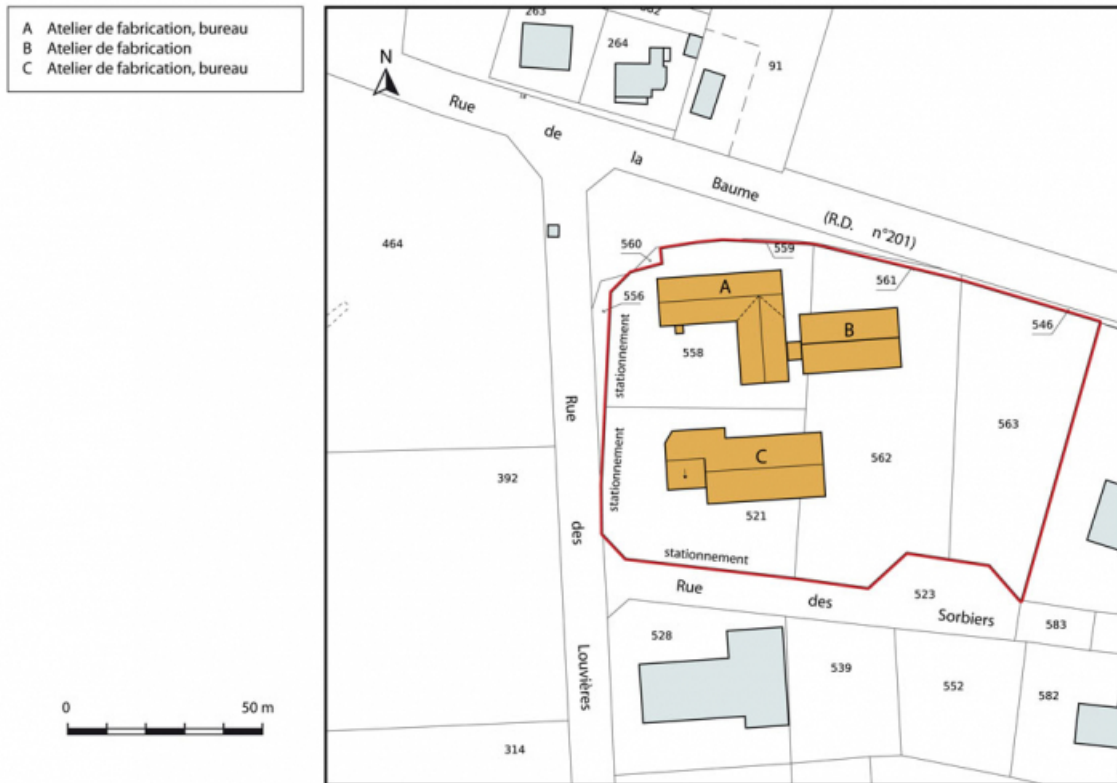 A Atelier de fabrication, bureau
B Atelier de fabrication
C Atelier de fabrication, bureau
263
264
91
N
Rue
de
la
Baume
(R.D. n°201)
464
560
559
561
546
556
A
B
558
stationnement
563
562
C
521
stationnement
stationnement
392
Rue
des
Louvières
Rue
des
Sorbiers
523
583
528
539
552
582
314
0 50 m